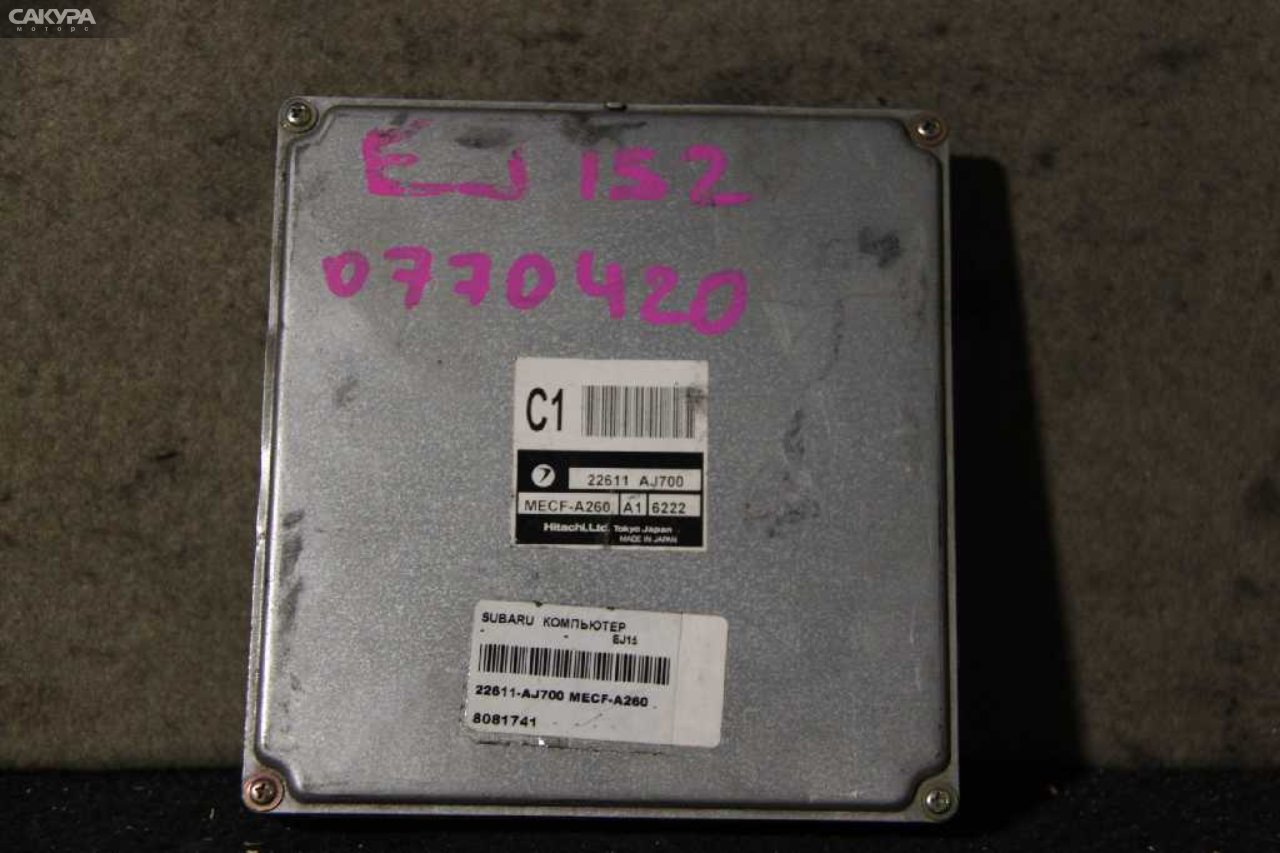 САКУРА
моторс
EJ 152
0770420
C1
22611 AJ700
MECF-A260 A1 6222
Hitachi.Ltd. Tokyo Japan
MADE IN JAPAN
SUBARU КОМПЬЮТЕР
- - EJ15
22611-AJ700 MECF-A260
8081741